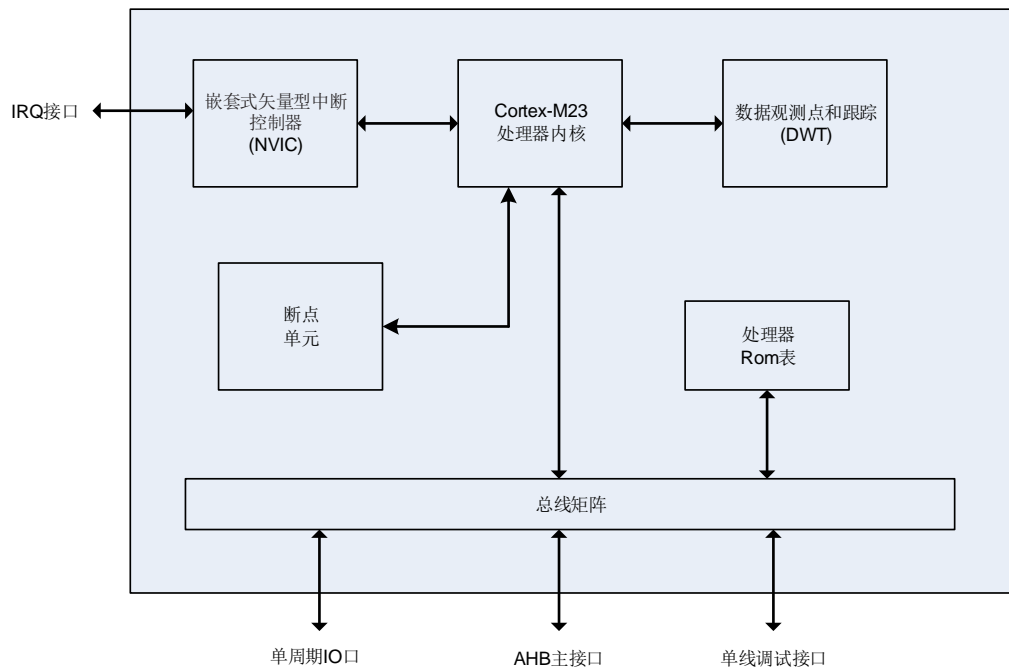 IRQ接口
嵌套式矢量型中断
控制器
(NVIC)
Cortex-M23
处理器内核
数据观测点和跟踪
(DWT)
断点
单元
处理器
Rom表
总线矩阵
单周期IO口
AHB主接口
单线调试接口